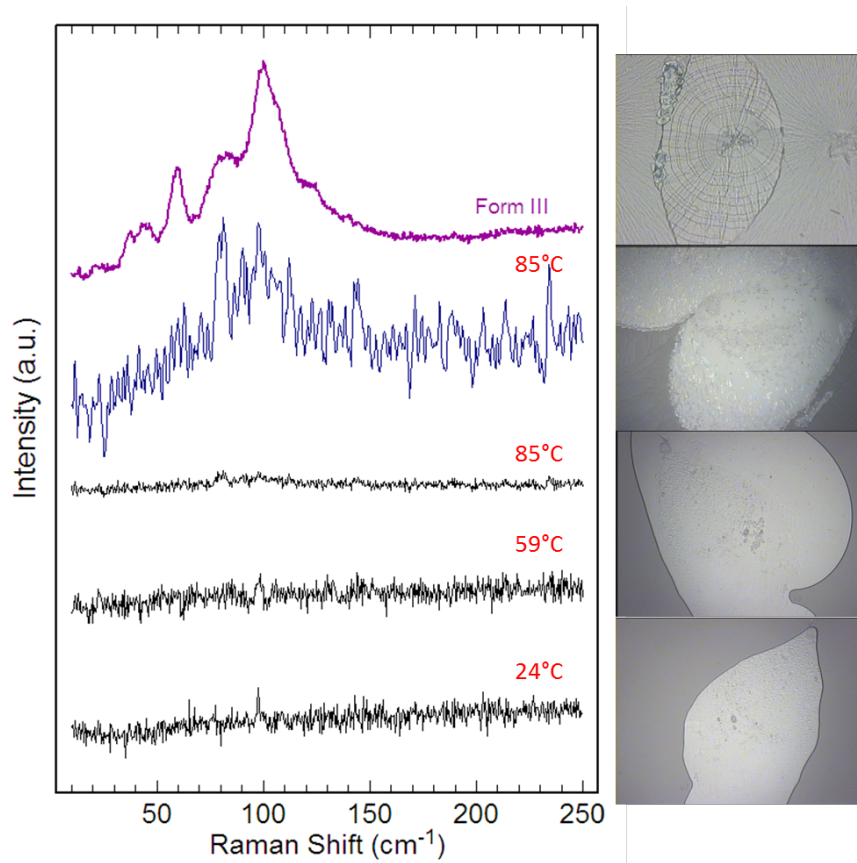 Form III
85°C
85°C
59°C
24°C
Intensity (a.u.)
50 100 150 200 250
Raman Shift (cm⁻¹)